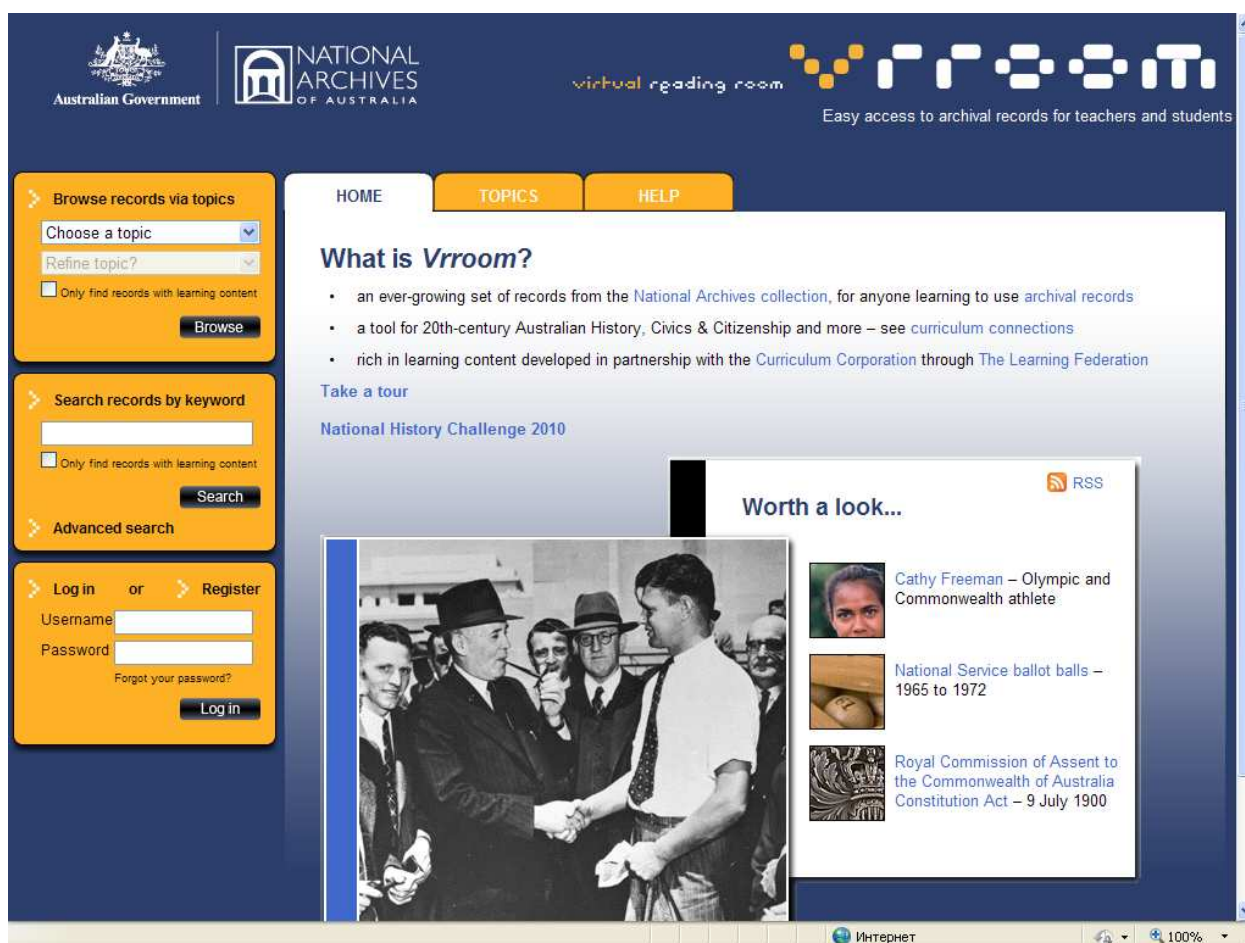 Australian Government
NATIONAL
ARCHIVES
OF AUSTRALIA
virtual reading room vrroom
Easy access to archival records for teachers and students
Browse records via topics
Choose a topic
Refine topic?
Only find records with learning content
Browse
Search records by keyword
Only find records with learning content
Search
Advanced search
Log in or Register
Username
Password
Forgot your password?
Log in
HOME TOPICS HELP
What is Vrroom?
• an ever-growing set of records from the National Archives collection, for anyone learning to use archival records
• a tool for 20th-century Australian History, Civics & Citizenship and more – see curriculum connections
• rich in learning content developed in partnership with the Curriculum Corporation through The Learning Federation
Take a tour
National History Challenge 2010
RSS
Worth a look...
Cathy Freeman – Olympic and
Commonwealth athlete
National Service ballot balls –
1965 to 1972
Royal Commission of Assent to
the Commonwealth of Australia
Constitution Act – 9 July 1900
Интернет 100%